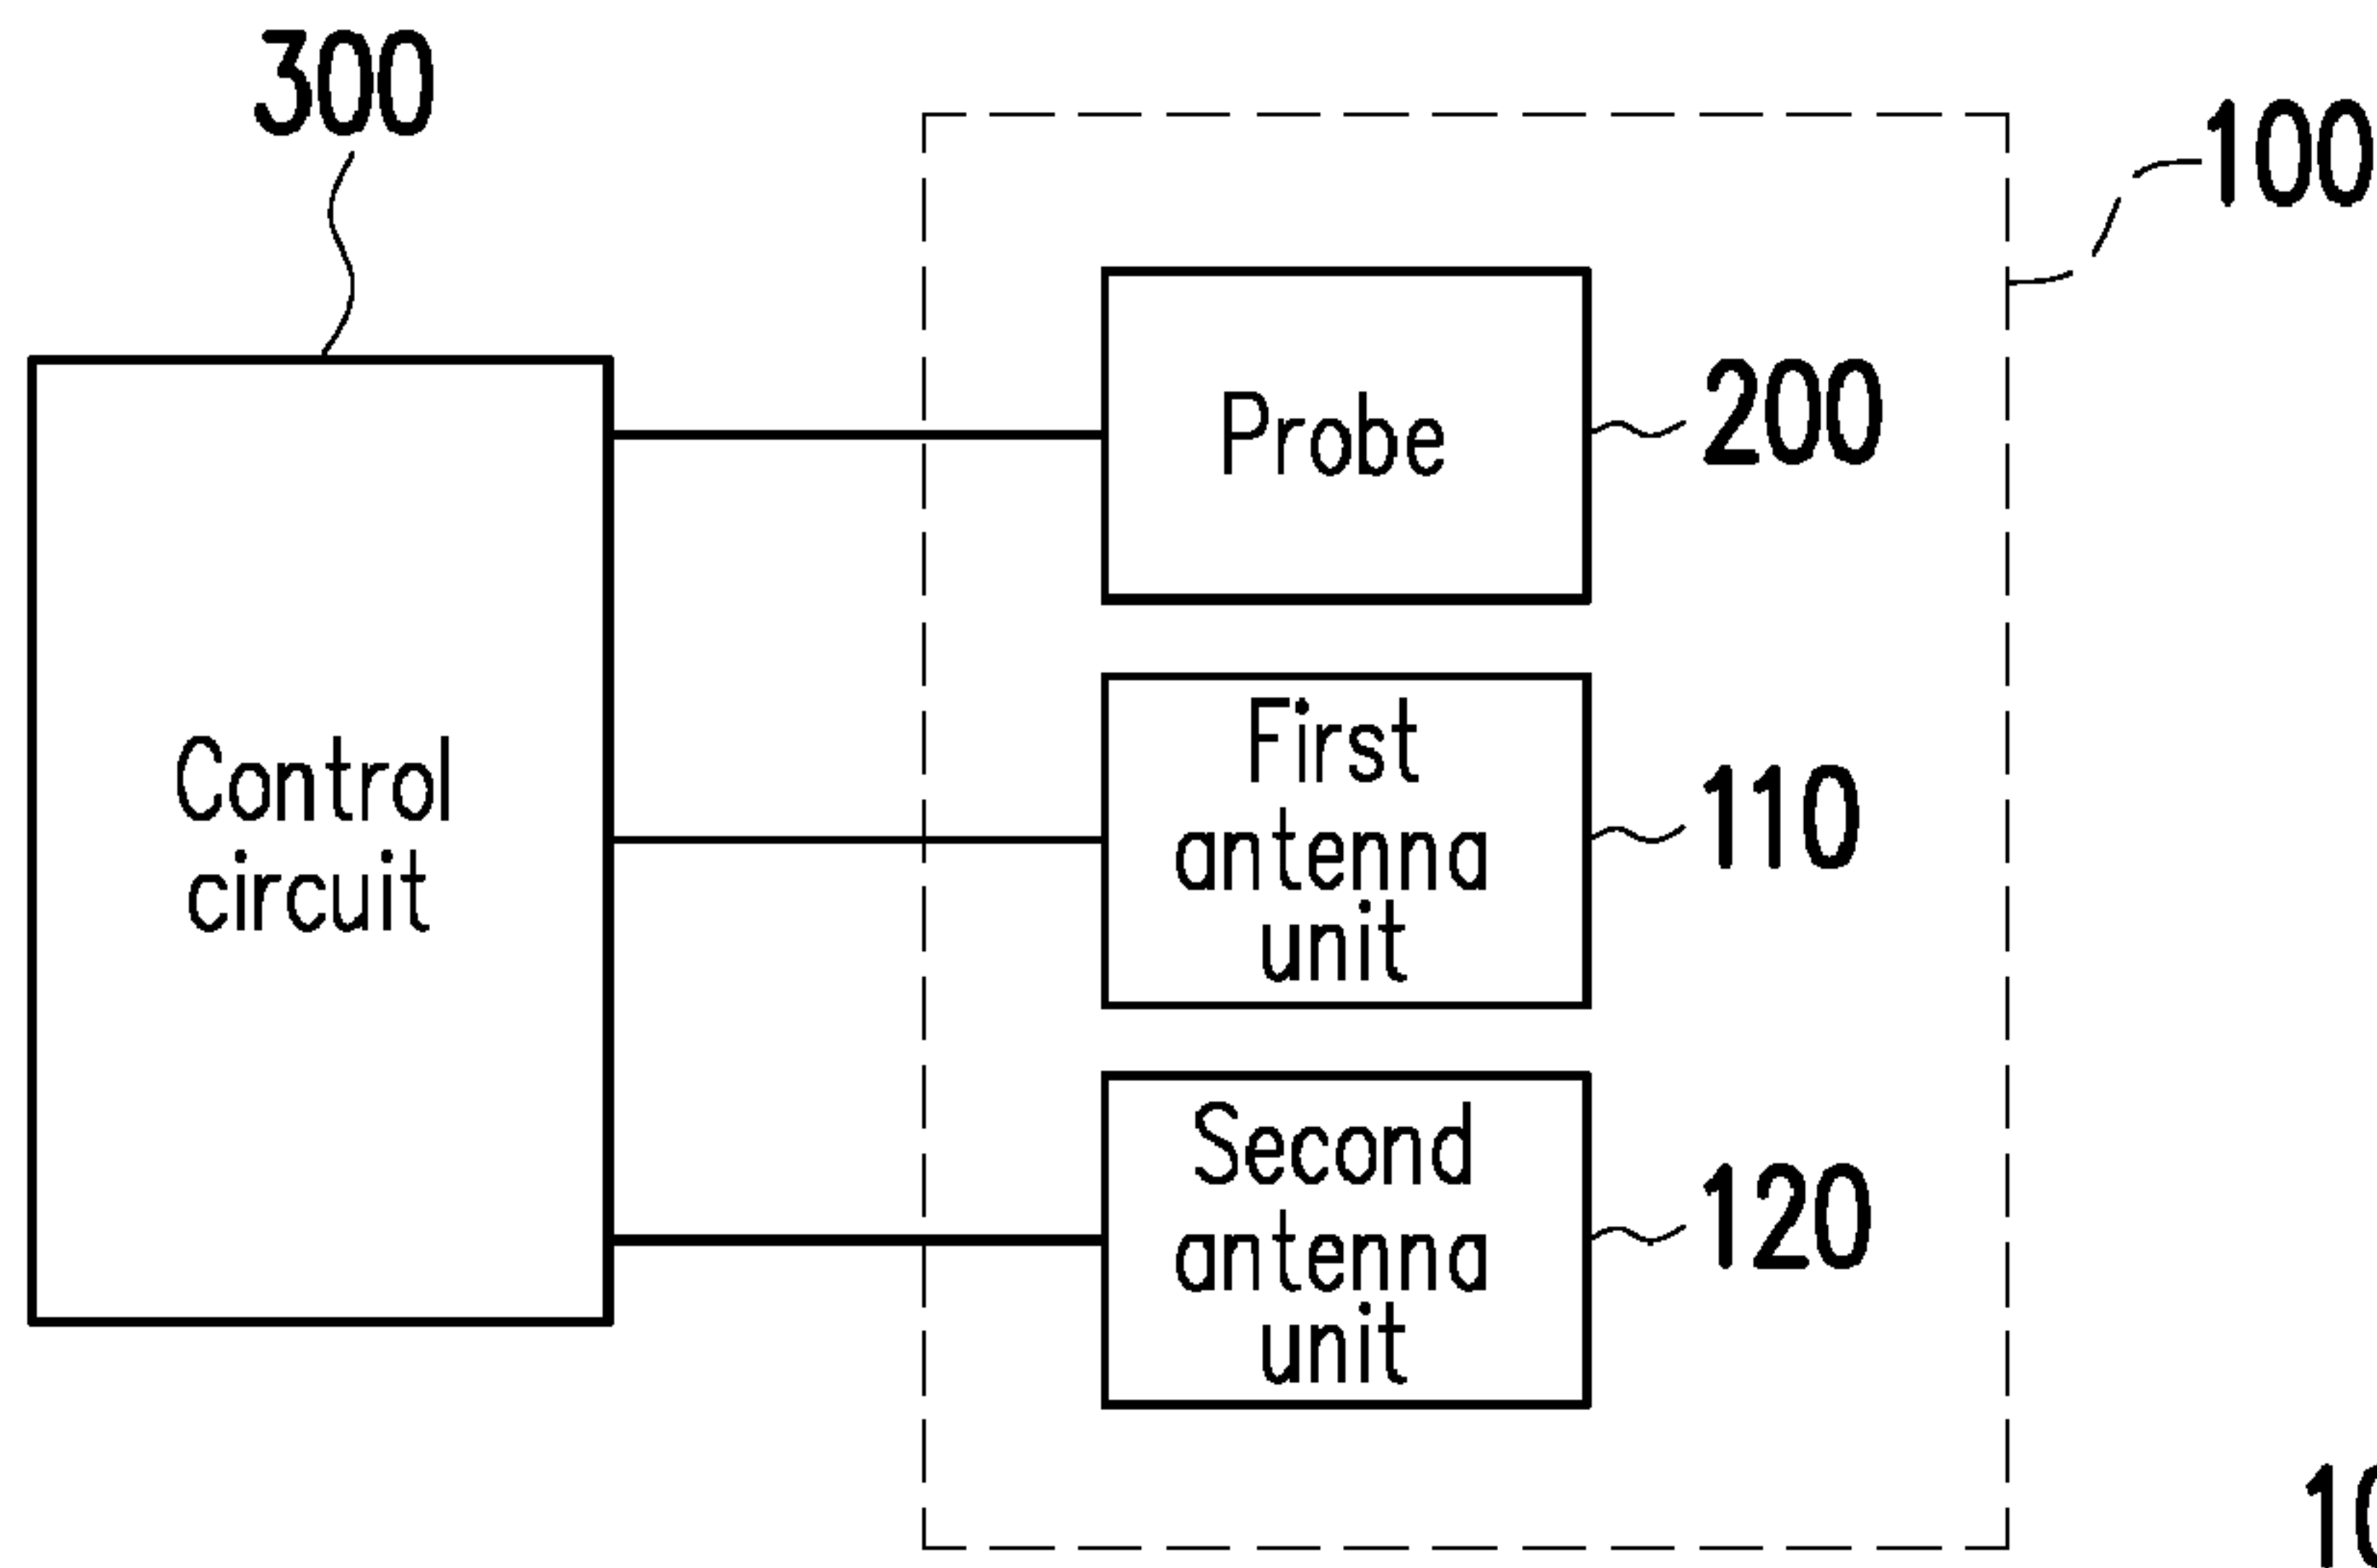 300
100
Probe
200
Control
circuit
First
antenna
unit
110
Second
antenna
unit
120